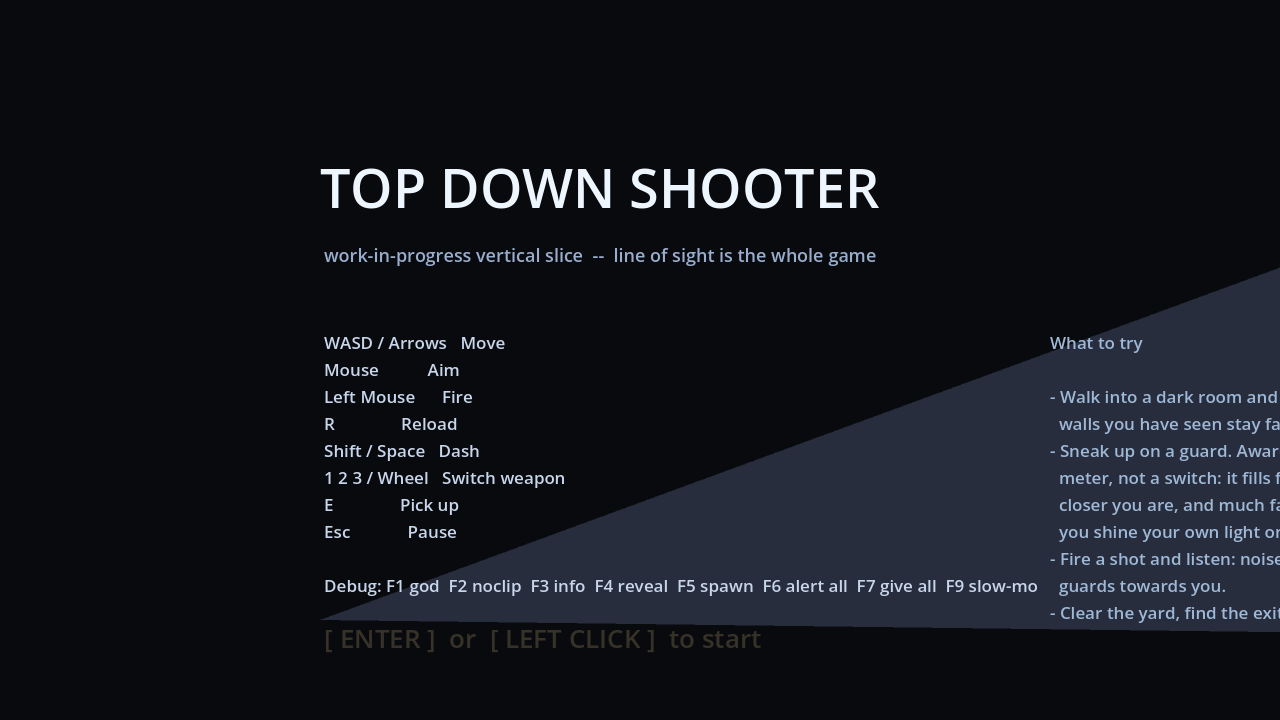 TOP DOWN SHOOTER
work-in-progress vertical slice -- line of sight is the whole game
WASD / Arrows Move
Mouse Aim
Left Mouse Fire
R Reload
Shift / Space Dash
1 2 3 / Wheel Switch weapon
E Pick up
Esc Pause
Debug: F1 god F2 noclip F3 info F4 reveal F5 spawn F6 alert all F7 give all F9 slow-mo
What to try
- Walk into a dark room and
walls you have seen stay fa
- Sneak up on a guard. Awar
meter, not a switch: it fills f
closer you are, and much fa
you shine your own light or
- Fire a shot and listen: noise
guards towards you.
- Clear the yard, find the exit
[ ENTER ] or [ LEFT CLICK ] to start